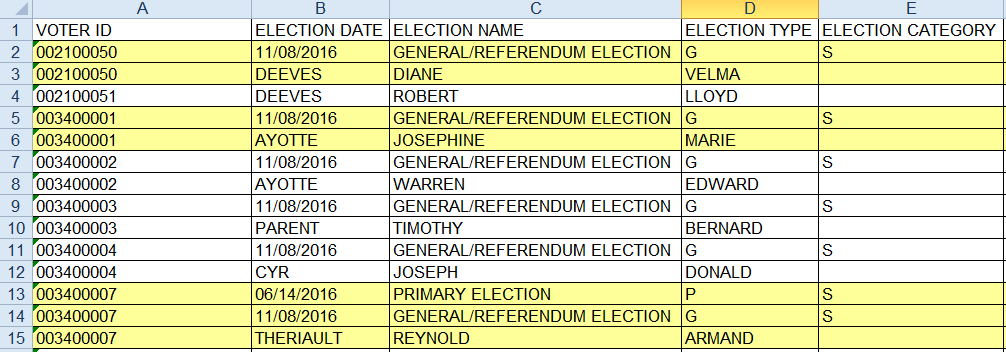 A B C D E
1 VOTER ID ELECTION DATE ELECTION NAME ELECTION TYPE ELECTION CATEGORY
2 002100050 11/08/2016 GENERAL/REFERENDUM ELECTION G S
3 002100050 DEEVES DIANE VELMA
4 002100051 DEEVES ROBERT LLOYD
5 003400001 11/08/2016 GENERAL/REFERENDUM ELECTION G S
6 003400001 AYOTTE JOSEPHINE MARIE
7 003400002 11/08/2016 GENERAL/REFERENDUM ELECTION G S
8 003400002 AYOTTE WARREN EDWARD
9 003400003 11/08/2016 GENERAL/REFERENDUM ELECTION G S
10 003400003 PARENT TIMOTHY BERNARD
11 003400004 11/08/2016 GENERAL/REFERENDUM ELECTION G S
12 003400004 CYR JOSEPH DONALD
13 003400007 06/14/2016 PRIMARY ELECTION P S
14 003400007 11/08/2016 GENERAL/REFERENDUM ELECTION G S
15 003400007 THERIAULT REYNOLD ARMAND